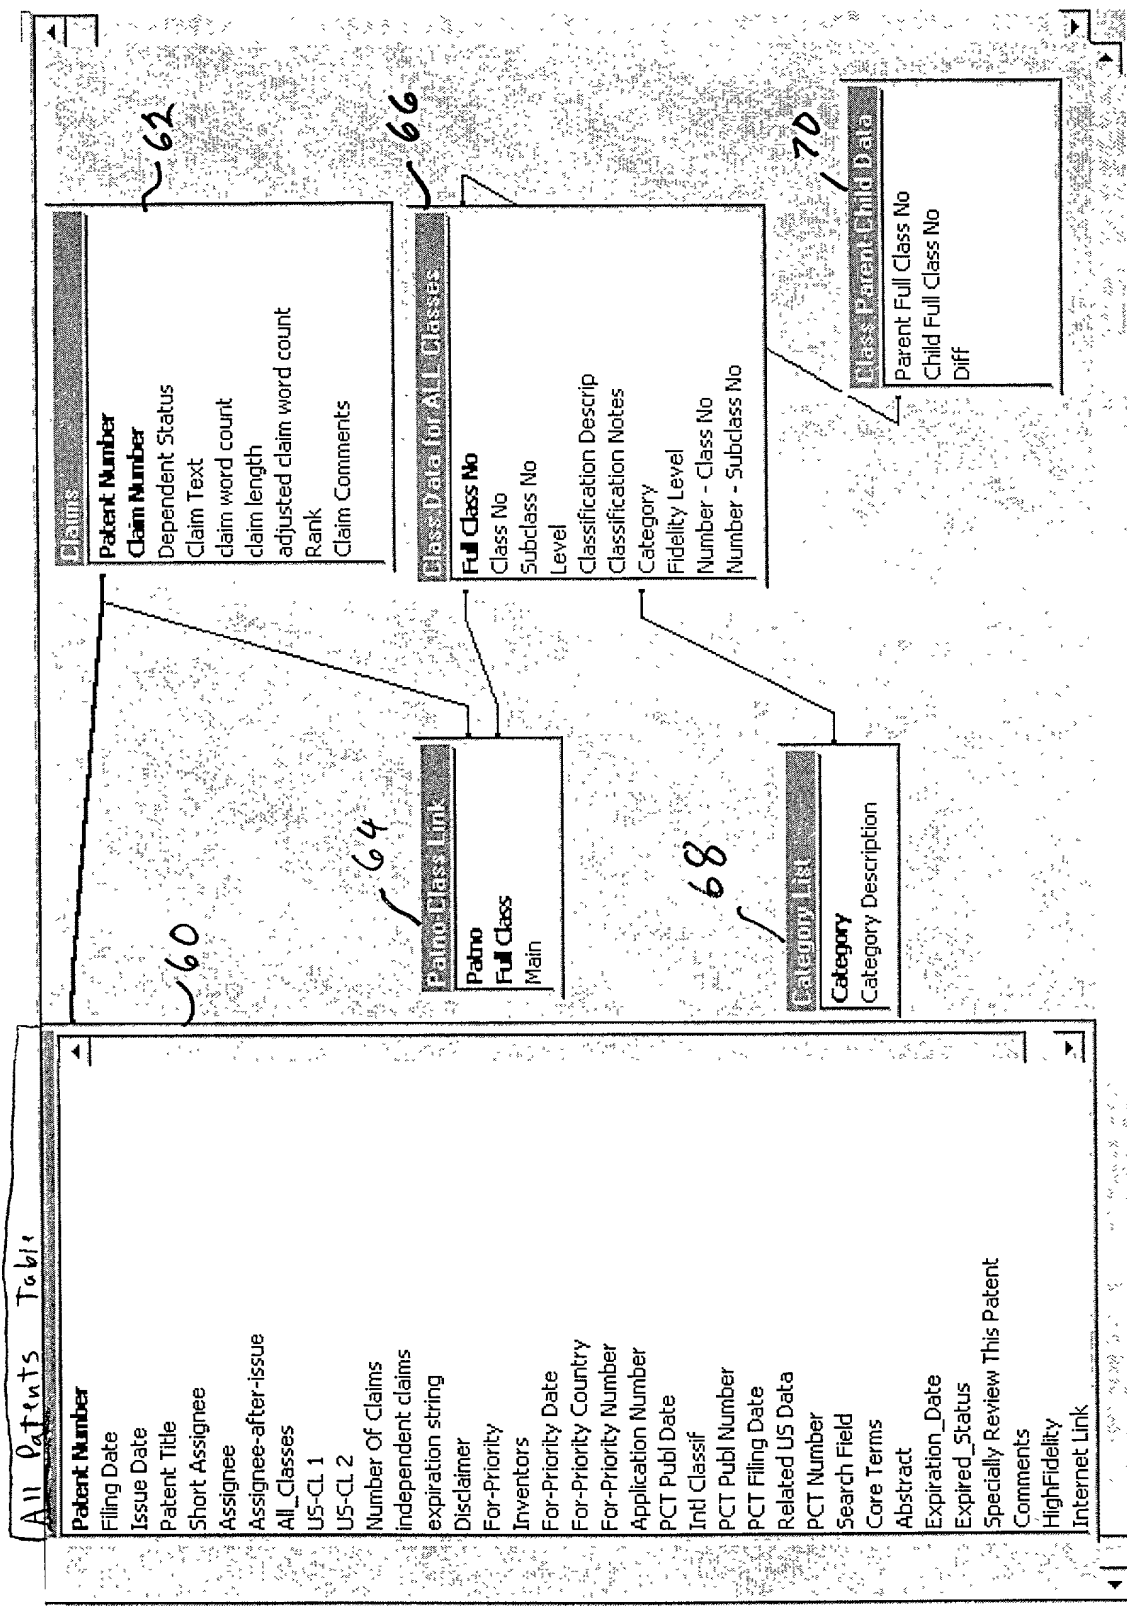 All Patents Table
60
Patent Number
Filing Date
Issue Date
Patent Title
Short Assignee
Assignee
Assignee-after-issue
All_Classes
US-CL 1
US-CL 2
Number Of Claims
independent claims
expiration string
Disclaimer
For-Priority
Inventors
For-Priority Date
For-Priority Country
For-Priority Number
Application Number
PCT Publ Date
Intl Classif
PCT Publ Number
PCT Filing Date
Related US Data
PCT Number
Search Field
Core Terms
Abstract
Expiration_Date
Expired_Status
Specially Review This Patent
Comments
HighFidelity
Internet Link
Claims
62
Patent Number
Claim Number
Dependent Status
Claim Text
claim word count
claim length
adjusted claim word count
Rank
Claim Comments
Patno-Class Link
64
Patno
Full Class
Main
Class Data for ALL Classes
66
Full Class No
Class No
Subclass No
Level
Classification Descrip
Classification Notes
Category
Fidelity Level
Number - Class No
Number - Subclass No
Category List
68
Category
Category Description
Class Parent-Child Data
70
Parent Full Class No
Child Full Class No
Diff